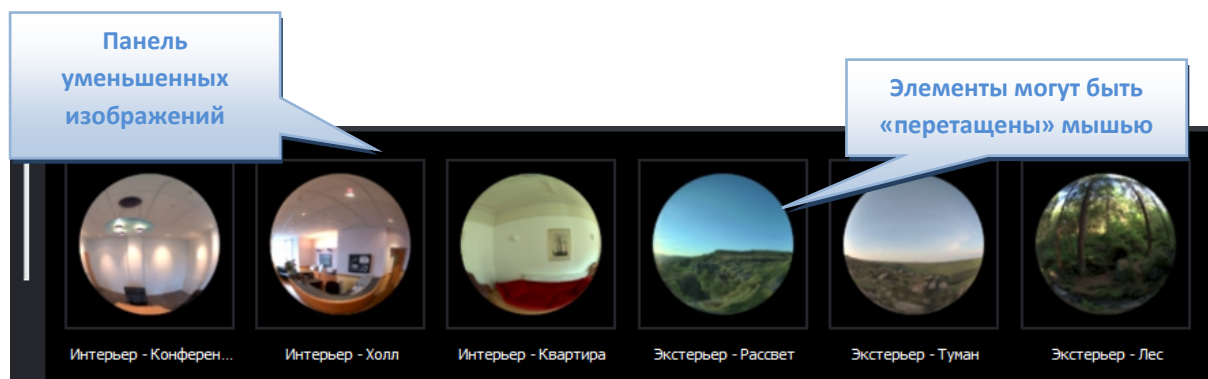 Панель
уменьшенных
изображений
Элементы могут быть
«перетащены» мышью
Интерьер - Конферен...
Интерьер - Холл
Интерьер - Квартира
Экстерьер - Рассвет
Экстерьер - Туман
Экстерьер - Лес